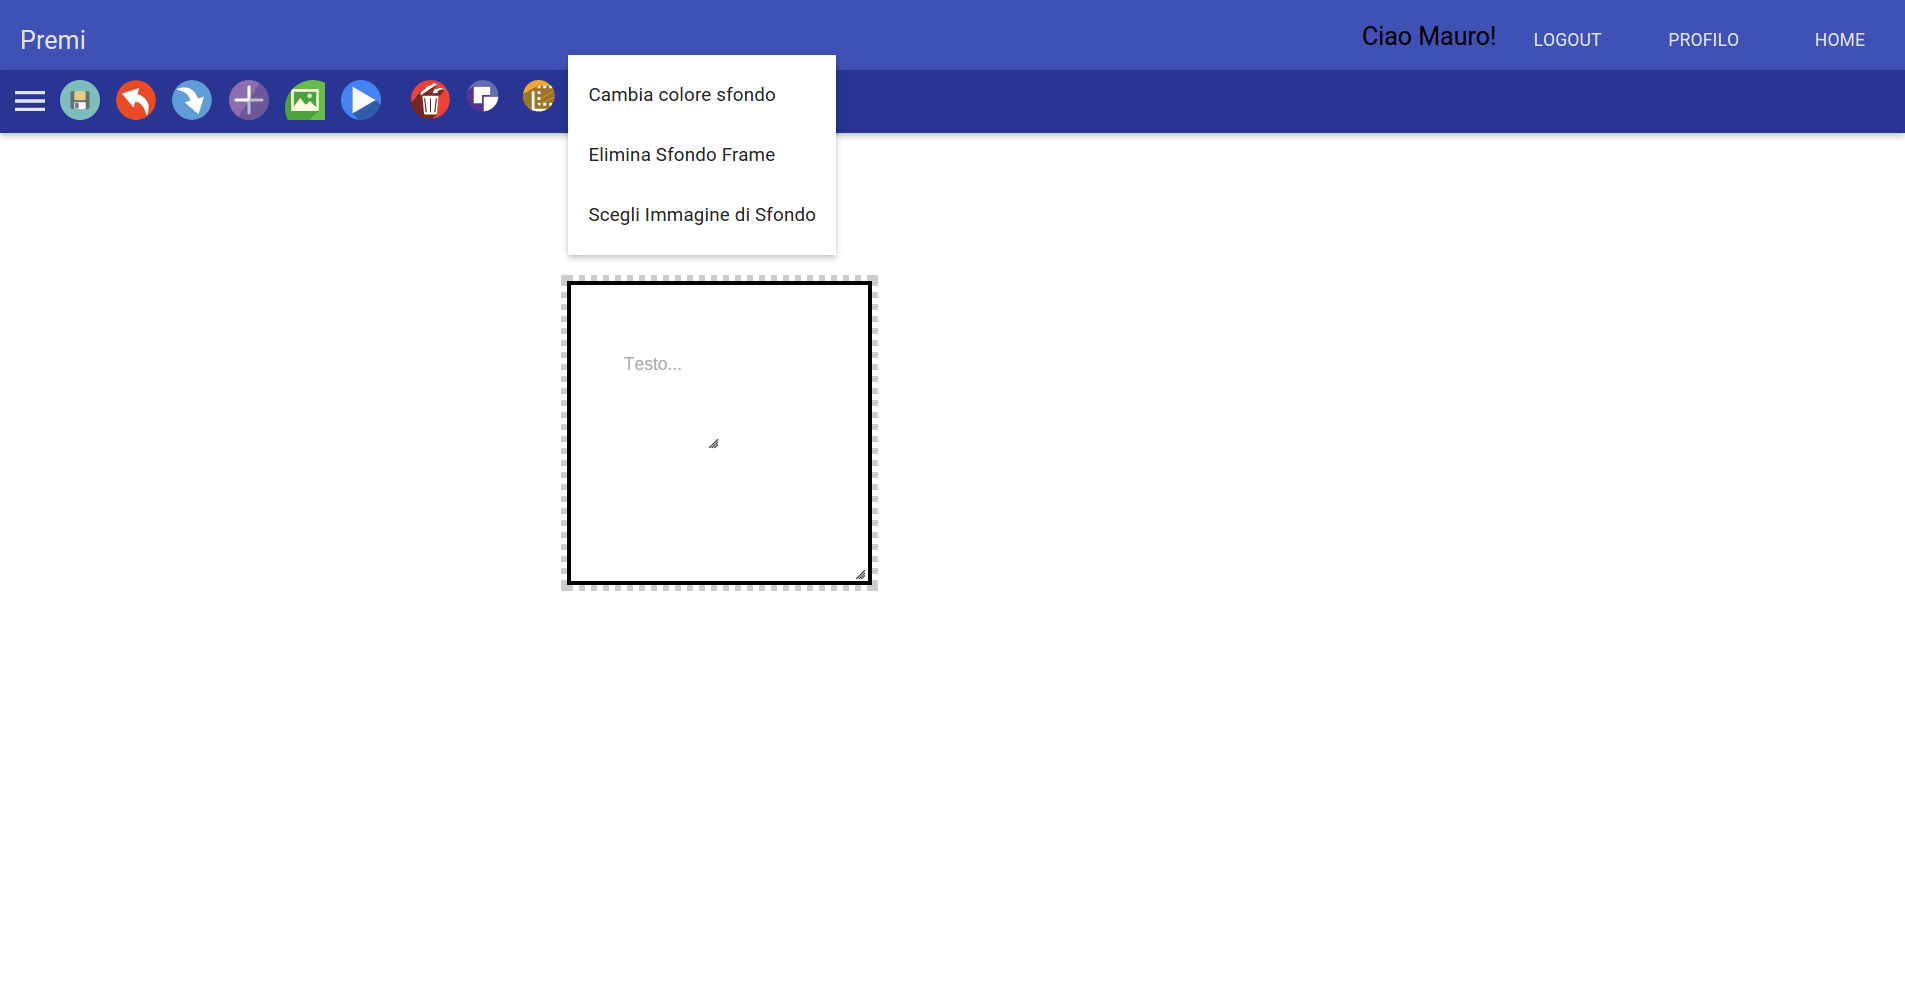 Premi
Ciao Mauro!
LOGOUT
PROFILO
HOME
Cambia colore sfondo
Elimina Sfondo Frame
Scegli Immagine di Sfondo
Testo...